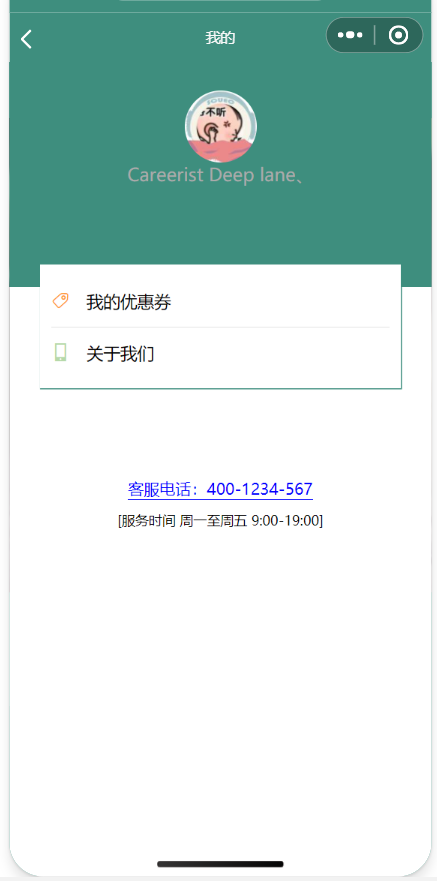 我的
不听
Careerist Deep lane、
我的优惠券
关于我们
客服电话：400-1234-567
[服务时间 周一至周五 9:00-19:00]